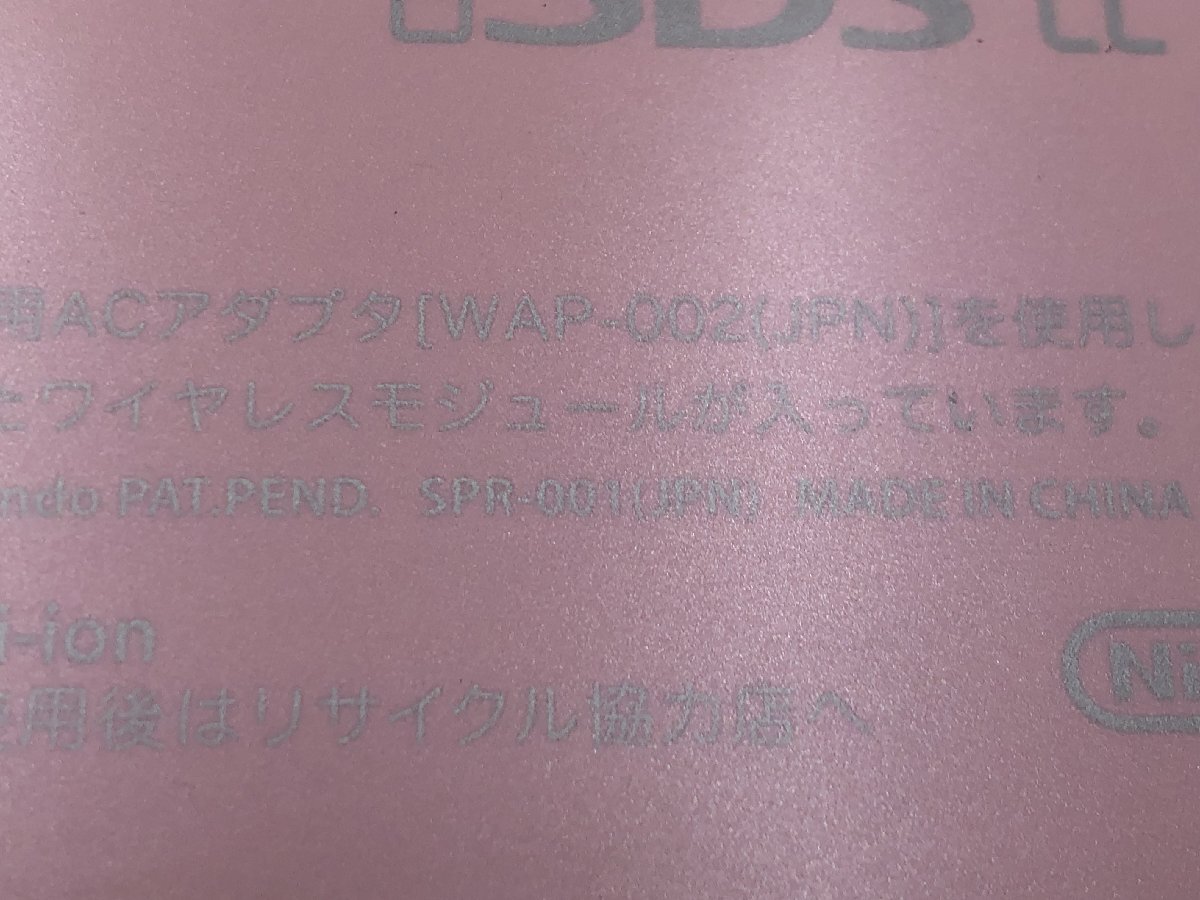 3DS LL
用ACアダプタ[WAP-002(JPN)]を使用し
とワイヤレスモジュールが入っています。
ndo PAT.PEND. SPR-001(JPN) MADE IN CHINA
i-ion
使用後はリサイクル協力店へ
Ni